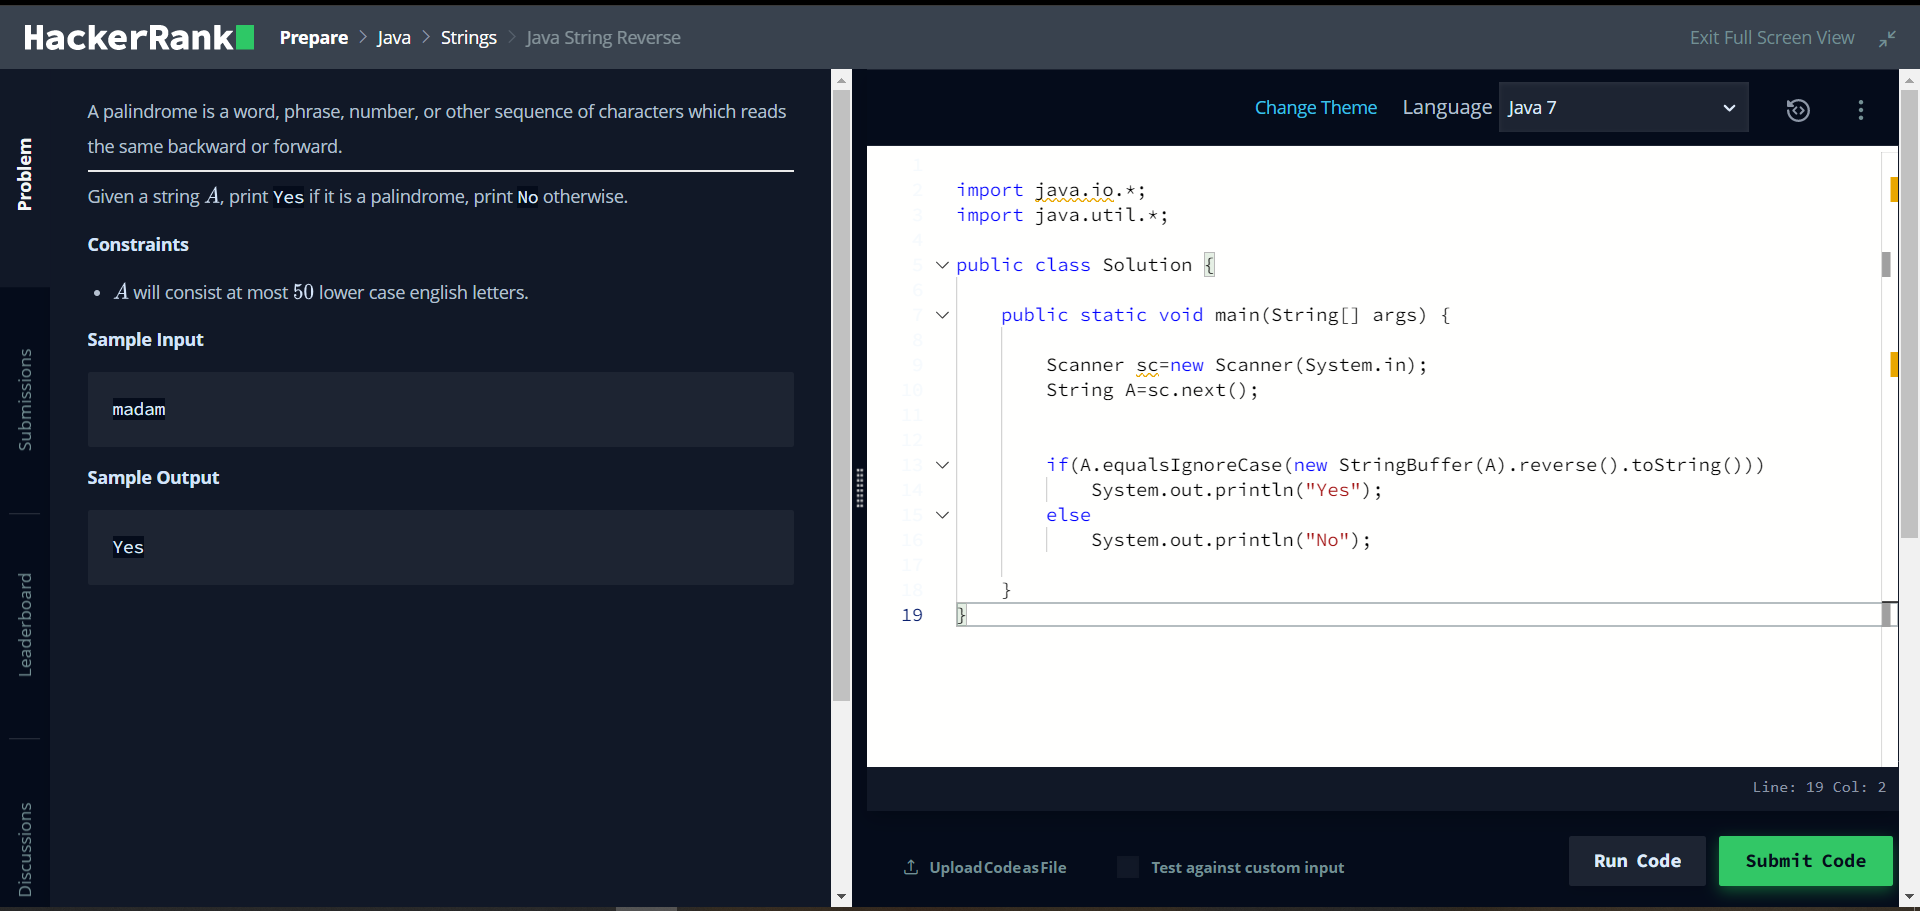 HackerRank Prepare > Java > Strings > Java String Reverse Exit Full Screen View
Problem
Submissions
Leaderboard
Discussions
A palindrome is a word, phrase, number, or other sequence of characters which reads
the same backward or forward.
Given a string A, print Yes if it is a palindrome, print No otherwise.
Constraints
• A will consist at most 50 lower case english letters.
Sample Input
madam
Sample Output
Yes
Change Theme Language Java 7
1
2 import java.io.*;
3 import java.util.*;
4
5 public class Solution {
6
7 public static void main(String[] args) {
8
9 Scanner sc=new Scanner(System.in);
10 String A=sc.next();
11
12
13 if(A.equalsIgnoreCase(new StringBuffer(A).reverse().toString()))
14 System.out.println("Yes");
15 else
16 System.out.println("No");
17
18 }
19 }
Line: 19 Col: 2
Upload Code as File Test against custom input Run Code Submit Code